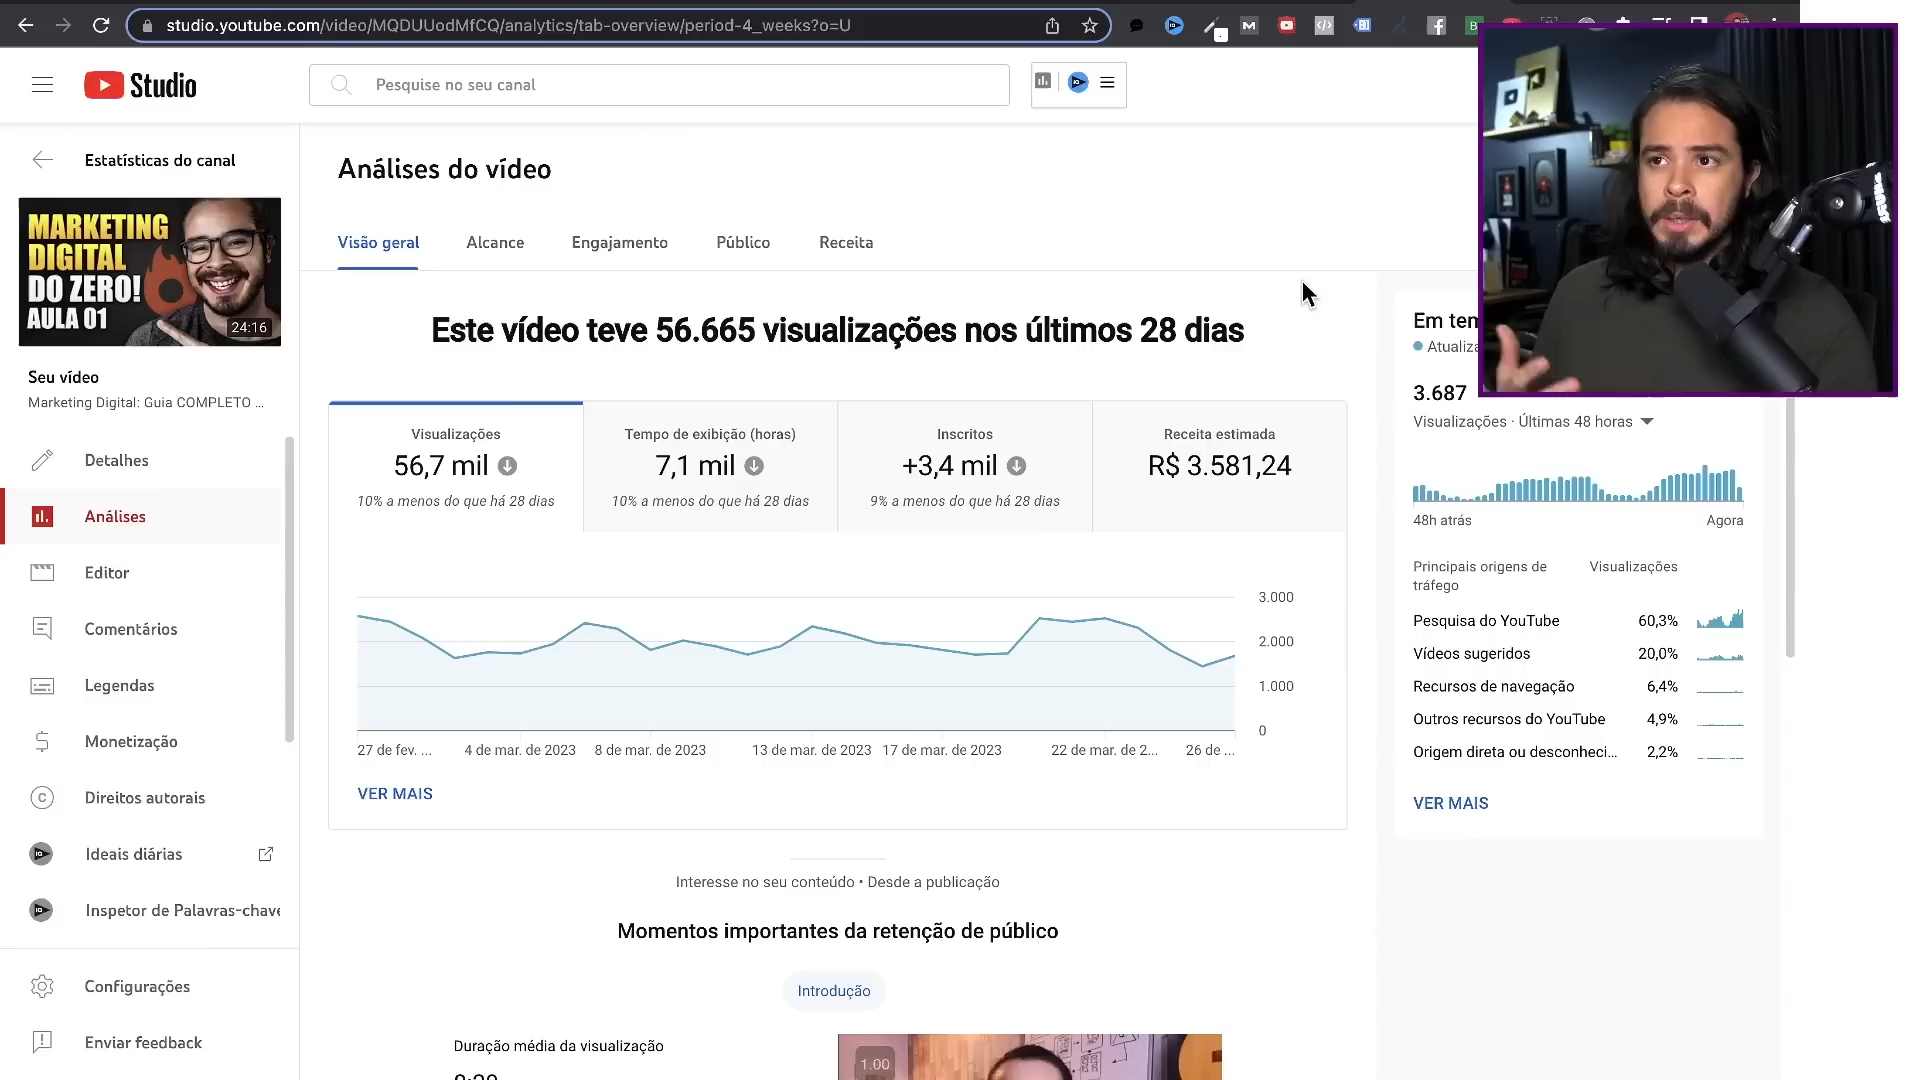 studio.youtube.com/video/MQDUUodMfCQ/analytics/tab-overview/period-4_weeks?o=U
Studio
Pesquise no seu canal
Estatísticas do canal
MARKETING
DIGITAL
DO ZERO!
AULA 01
24:16
Seu vídeo
Marketing Digital: Guia COMPLETO ...
Detalhes
Análises
Editor
Comentários
Legendas
Monetização
Direitos autorais
Ideais diárias
Inspetor de Palavras-chave
Configurações
Enviar feedback
Análises do vídeo
Visão geral
Alcance
Engajamento
Público
Receita
Este vídeo teve 56.665 visualizações nos últimos 28 dias
Visualizações
56,7 mil
10% a menos do que há 28 dias
Tempo de exibição (horas)
7,1 mil
10% a menos do que há 28 dias
Inscritos
+3,4 mil
9% a menos do que há 28 dias
Receita estimada
R$ 3.581,24
3.000
2.000
1.000
0
27 de fev. ...
4 de mar. de 2023
8 de mar. de 2023
13 de mar. de 2023
17 de mar. de 2023
22 de mar. de 2...
26 de ...
VER MAIS
Interesse no seu conteúdo • Desde a publicação
Momentos importantes da retenção de público
Introdução
Duração média da visualização
1.00
Em
3.687
Visualizações · Últimas 48 horas
48h atrás
Agora
Principais origens de tráfego
Visualizações
Pesquisa do YouTube 60,3%
Vídeos sugeridos 20,0%
Recursos de navegação 6,4%
Outros recursos do YouTube 4,9%
Origem direta ou desconheci... 2,2%
VER MAIS